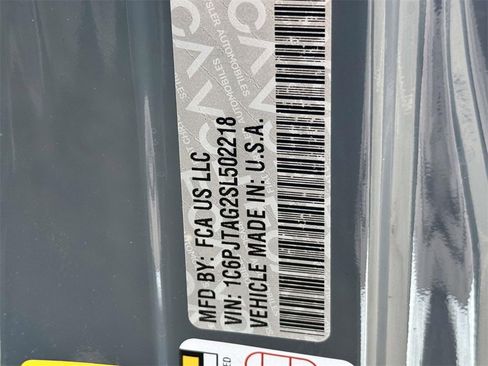 MFD BY: FCA US LLC
VIN: 1C6PJTAG2SL502218
VEHICLE MADE IN: U.S.A.